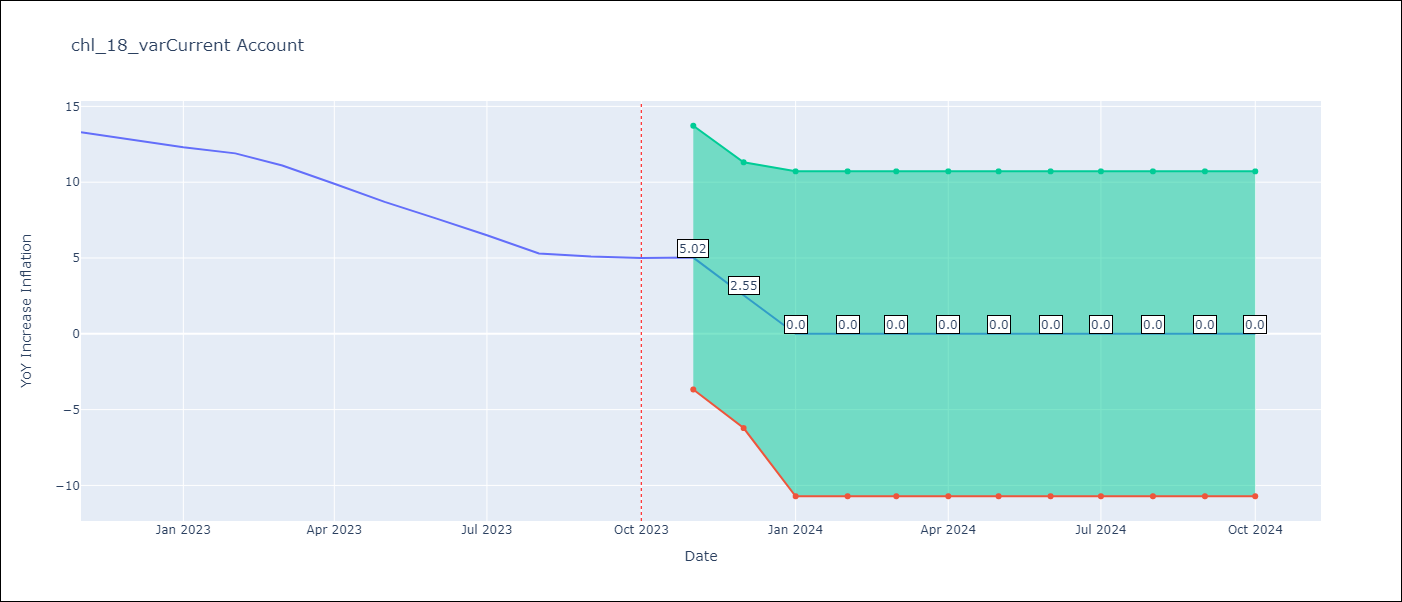 chl_18_varCurrent Account
YoY Increase Inflation
15
10
5
0
−5
−10
5.02
2.55
0.0 0.0 0.0 0.0 0.0 0.0 0.0 0.0 0.0 0.0
Jan 2023 Apr 2023 Jul 2023 Oct 2023 Jan 2024 Apr 2024 Jul 2024 Oct 2024
Date